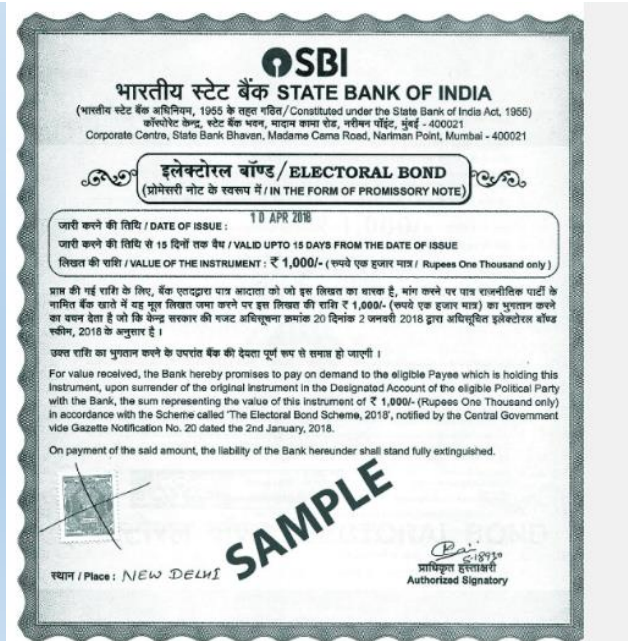 SBI
भारतीय स्टेट बैंक STATE BANK OF INDIA
(भारतीय स्टेट बैंक अधिनियम, 1955 के तहत गठित/Constituted under the State Bank of India Act, 1955)
कॉरपोरेट केन्द्र, स्टेट बैंक भवन, मादाम कामा रोड, नरीमन पॉईंट, मुंबई - 400021
Corporate Centre, State Bank Bhavan, Madame Cama Road, Nariman Point, Mumbai - 400021
इलेक्टोरल बॉण्ड/ELECTORAL BOND
(प्रोमेसरी नोट के स्वरूप में/IN THE FORM OF PROMISSORY NOTE)
जारी करने की तिथि / DATE OF ISSUE : 10 APR 2018
जारी करने की तिथि से 15 दिनों तक वैध / VALID UPTO 15 DAYS FROM THE DATE OF ISSUE
लिखत की राशि / VALUE OF THE INSTRUMENT : ₹ 1,000/- (रूपये एक हजार मात्र / Rupees One Thousand only)
प्राप्त की गई राशि के लिए, बैंक एतद्द्वारा पात्र आदाता को जो इस लिखत का धारक है, मांग करने पर पात्र राजनीतिक पार्टी के
नामित बैंक खाते में यह मूल लिखत जमा करने पर इस लिखत की राशि ₹ 1,000/- (रूपये एक हजार मात्र) का भुगतान करने
का वचन देता है जो कि केन्द्र सरकार की गजट अधिसूचना क्रमांक 20 दिनांक 2 जनवरी 2018 द्वारा अधिसूचित इलेक्टोरल बॉण्ड
स्कीम, 2018 के अनुसार है ।
उक्त राशि का भुगतान करने के उपरांत बैंक की देयता पूर्ण रूप से समाप्त हो जाएगी ।
For value received, the Bank hereby promises to pay on demand to the eligible Payee which is holding this
Instrument, upon surrender of the original instrument in the Designated Account of the eligible Political Party
with the Bank, the sum representing the value of this instrument of ₹ 1,000/- (Rupees One Thousand only)
in accordance with the Scheme called 'The Electoral Bond Scheme, 2018', notified by the Central Government
vide Gazette Notification No. 20 dated the 2nd January, 2018.
On payment of the said amount, the liability of the Bank hereunder shall stand fully extinguished.
SAMPLE
स्थान / Place : NEW DELHI
प्राधिकृत हस्ताक्षरी
Authorized Signatory